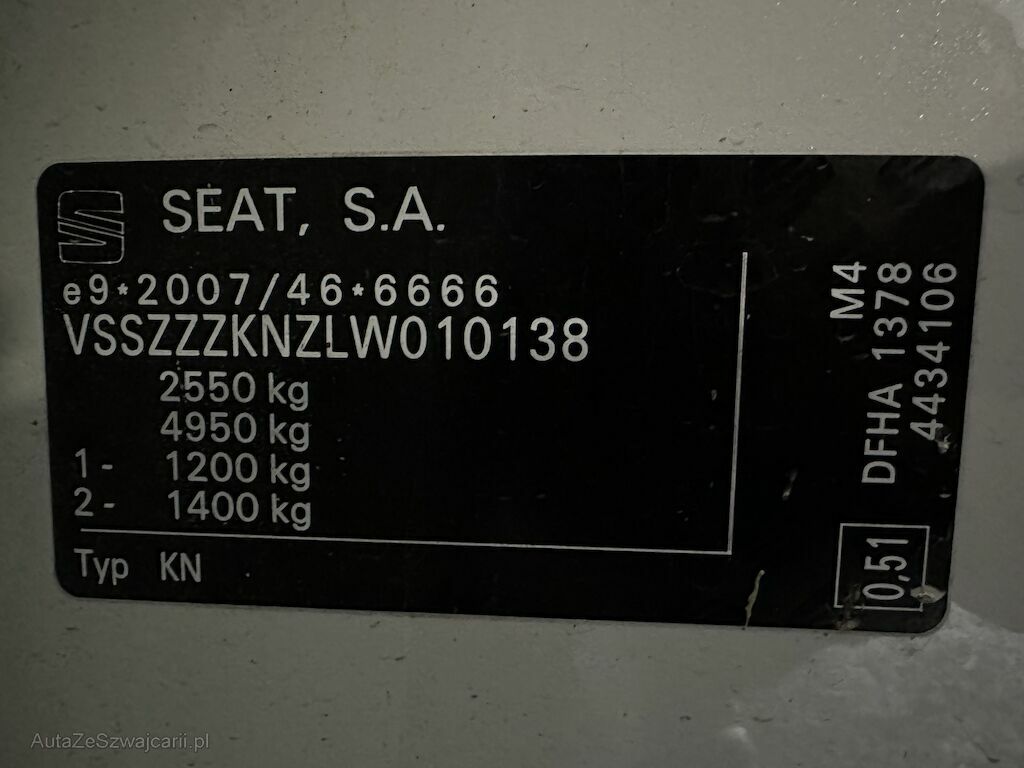 SEAT, S.A.
e9*2007/46*6666
VSSZZZKNZLW010138
2550 kg
4950 kg
1- 1200 kg
2- 1400 kg
Typ KN
M4
DFHA 1378
4434106
0,51
AutaZeSzwajcarii.pl